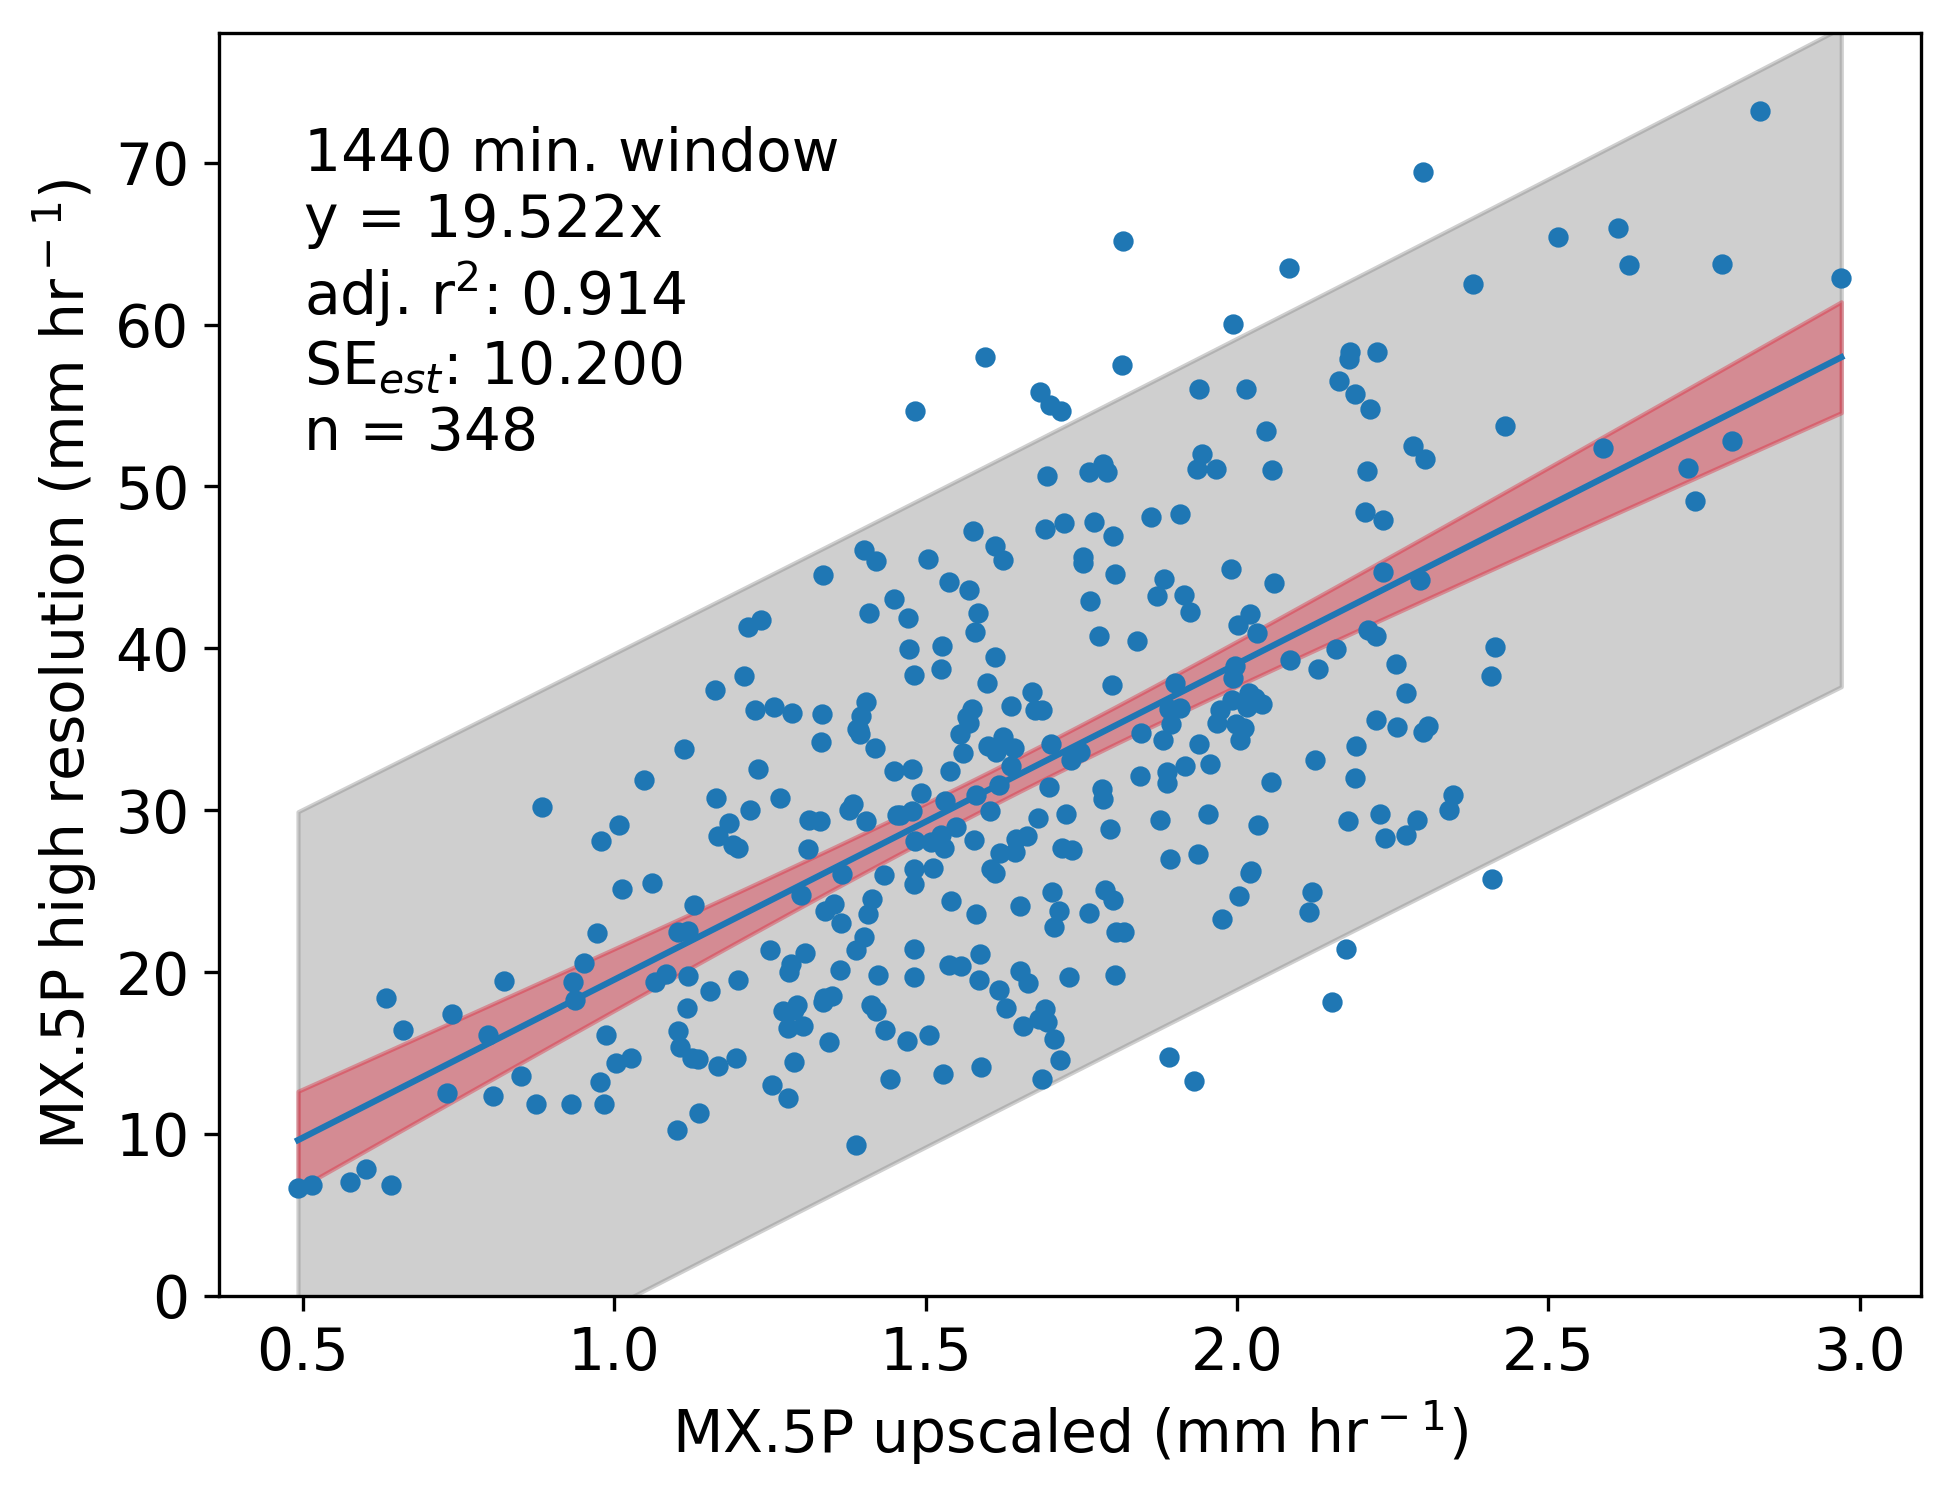 1440 min. window
y = 19.522x
adj. r²: 0.914
SEest: 10.200
n = 348
MX.5P high resolution (mm hr⁻¹)
70
60
50
40
30
20
10
0
0.5 1.0 1.5 2.0 2.5 3.0
MX.5P upscaled (mm hr⁻¹)